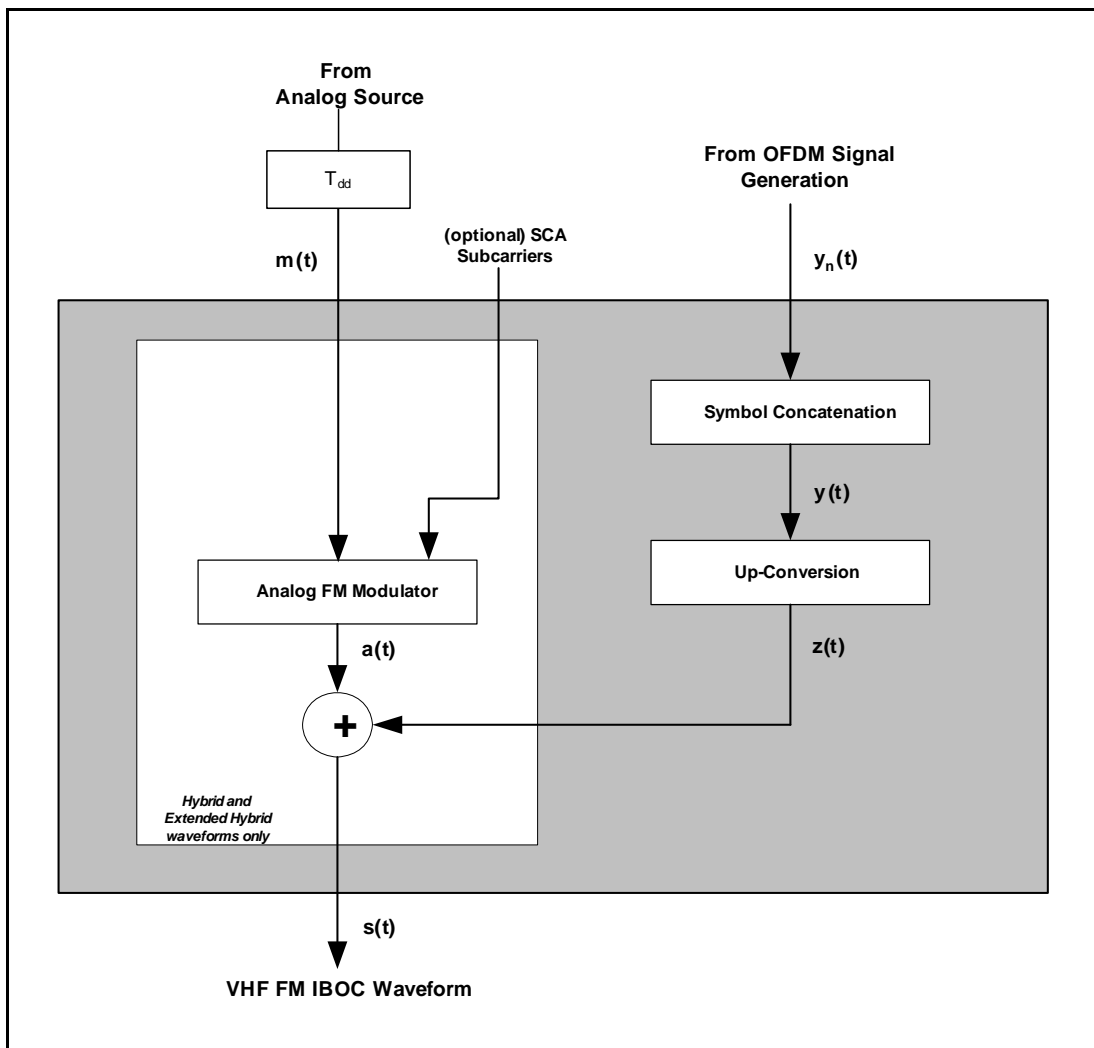 From
Analog Source
T_dd
m(t)
(optional) SCA
Subcarriers
From OFDM Signal
Generation
y_n(t)
Symbol Concatenation
y(t)
Up-Conversion
z(t)
Analog FM Modulator
a(t)
+
Hybrid and
Extended Hybrid
waveforms only
s(t)
VHF FM IBOC Waveform